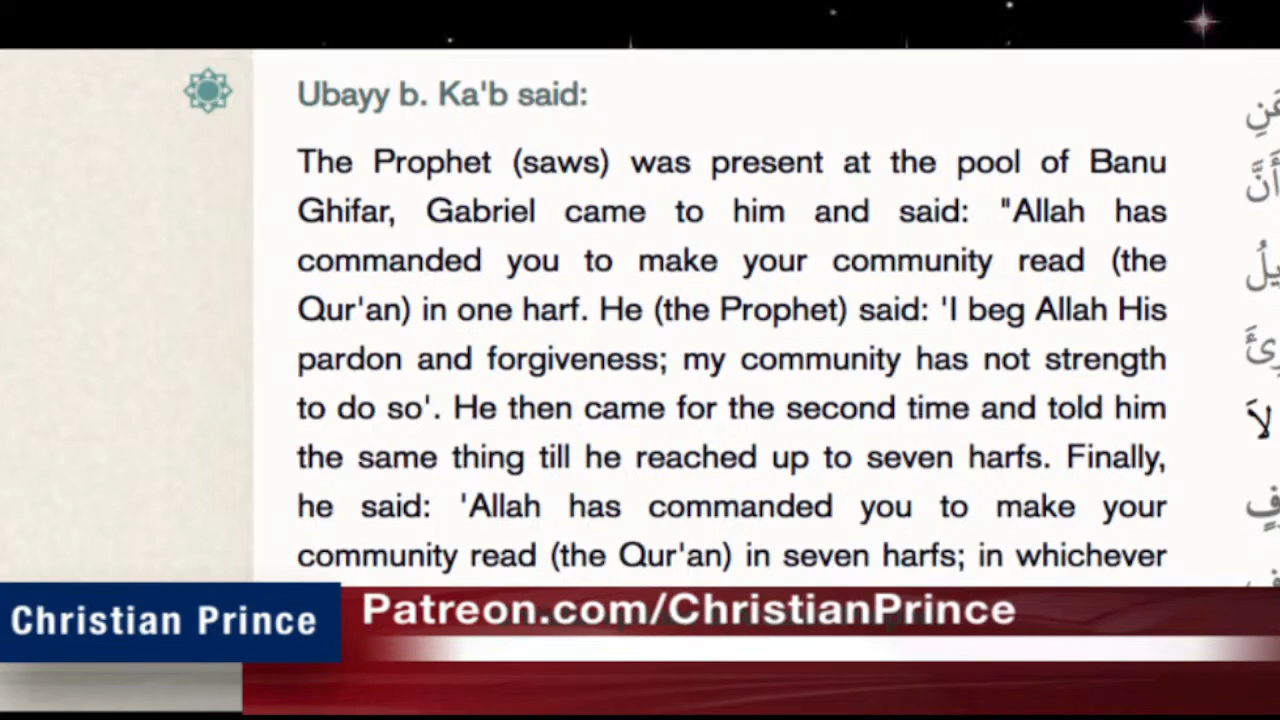 Ubayy b. Ka'b said:
The Prophet (saws) was present at the pool of Banu
Ghifar, Gabriel came to him and said: "Allah has
commanded you to make your community read (the
Qur'an) in one harf. He (the Prophet) said: 'I beg Allah His
pardon and forgiveness; my community has not strength
to do so'. He then came for the second time and told him
the same thing till he reached up to seven harfs. Finally,
he said: 'Allah has commanded you to make your
community read (the Qur'an) in seven harfs; in whichever
Christian Prince
Patreon.com/ChristianPrince